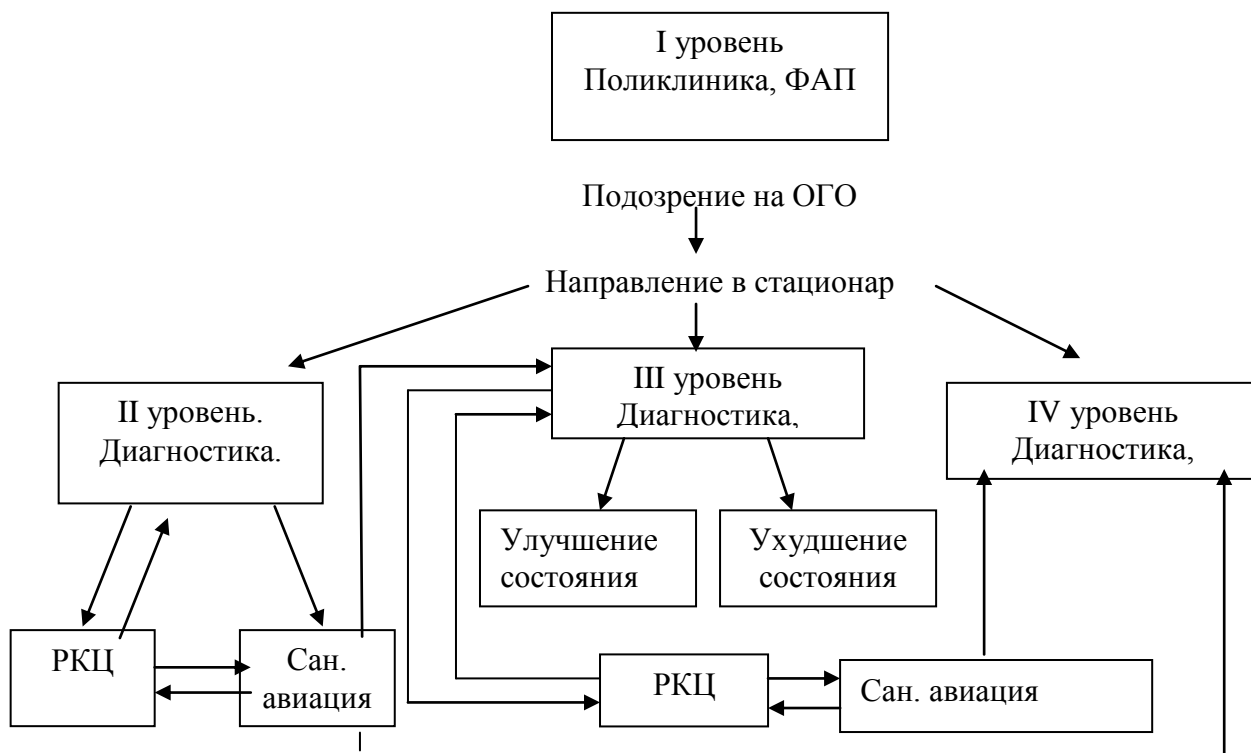 I уровень
Поликлиника, ФАП
Подозрение на ОГО
Направление в стационар
II уровень.
Диагностика.
III уровень
Диагностика,
IV уровень
Диагностика,
Улучшение
состояния
Ухудшение
состояния
РКЦ
Сан.
авиация
РКЦ
Сан. авиация